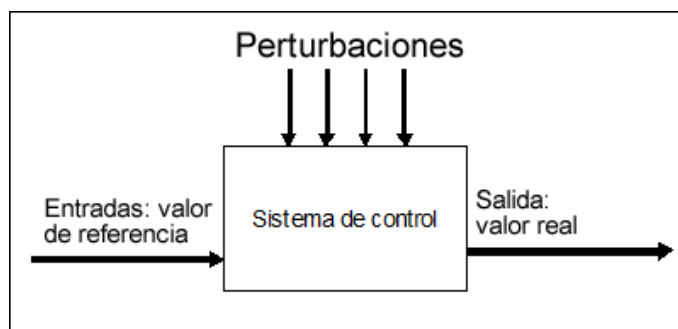 Perturbaciones
Entradas: valor
de referencia
Sistema de control
Salida:
valor real